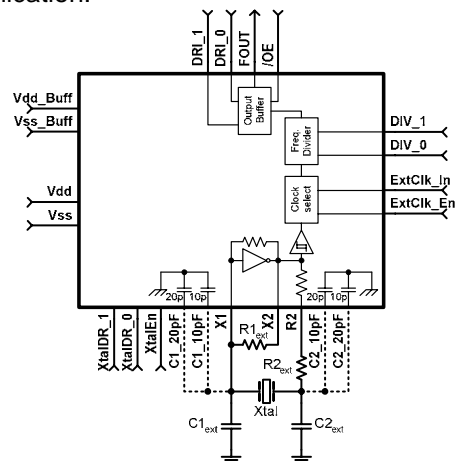 plication.
DRI_1
DRI_0
FOUT
/OE
Vdd_Buff
Vss_Buff
Output
Buffer
Freq.
Divider
DIV_1
DIV_0
Clock
select
ExtClk_In
ExtClk_En
Vdd
Vss
20p
10p
20p
10p
XtalDR_1
XtalDR_0
XtalEn
C1_20pF
C1_10pF
X1
X2
R2
C2_10pF
C2_20pF
R1ext
R2ext
Xtal
C1ext
C2ext